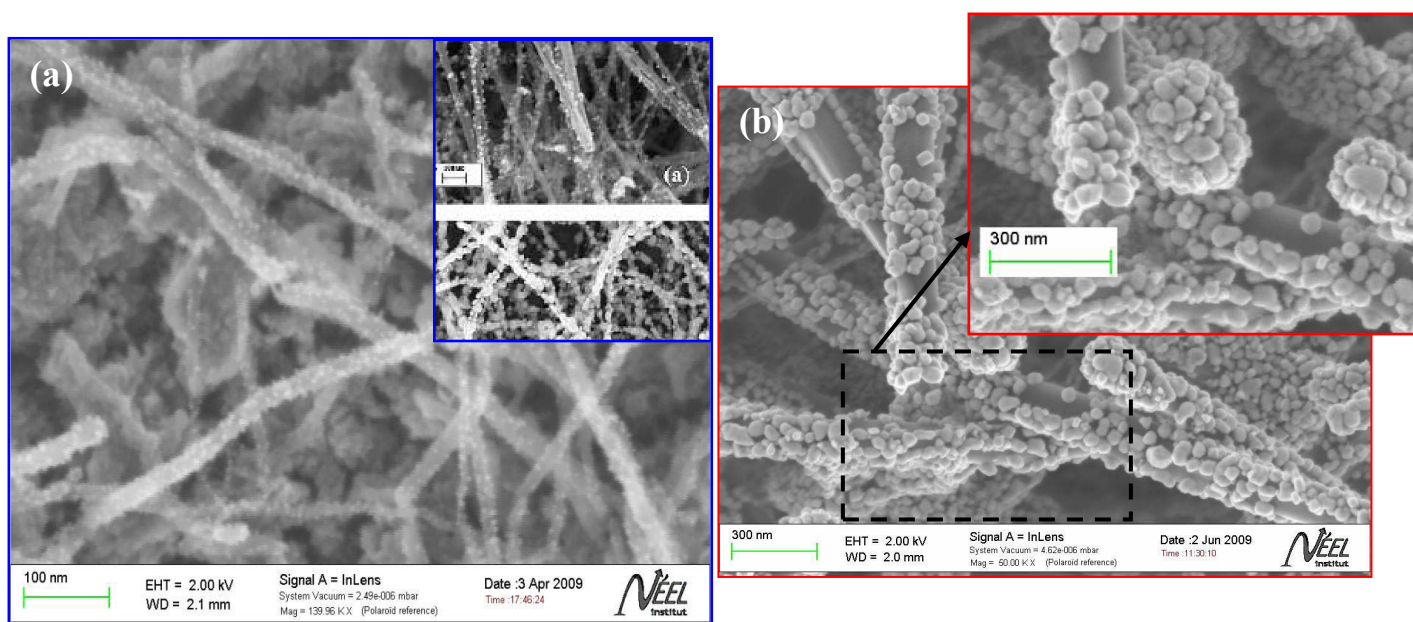 (a)
(a)
100 nm
EHT = 2.00 kV
WD = 2.1 mm
Signal A = InLens
System Vacuum = 2.49e-006 mbar
Mag = 139.96 K X (Polaroid reference)
Date :3 Apr 2009
Time :17:46:24
NÉEL
institut
(b)
300 nm
300 nm
EHT = 2.00 kV
WD = 2.0 mm
Signal A = InLens
System Vacuum = 4.62e-006 mbar
Mag = 50.00 K X (Polaroid reference)
Date :2 Jun 2009
Time :11:30:10
NÉEL
institut